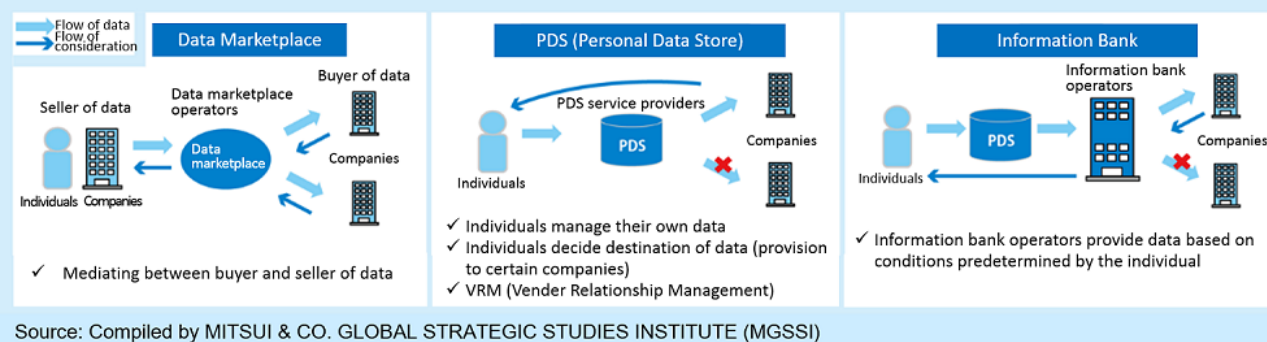 Flow of data
Flow of
consideration
Data Marketplace
Buyer of data
Data marketplace
operators
Seller of data
Data
marketplace
Companies
Individuals Companies
✓ Mediating between buyer and seller of data
PDS (Personal Data Store)
PDS service providers
PDS
Companies
Individuals
✓ Individuals manage their own data
✓ Individuals decide destination of data (provision
to certain companies)
✓ VRM (Vender Relationship Management)
Information Bank
Information bank
operators
PDS
Companies
Individuals
✓ Information bank operators provide data based on
conditions predetermined by the individual
Source: Compiled by MITSUI & CO. GLOBAL STRATEGIC STUDIES INSTITUTE (MGSSI)